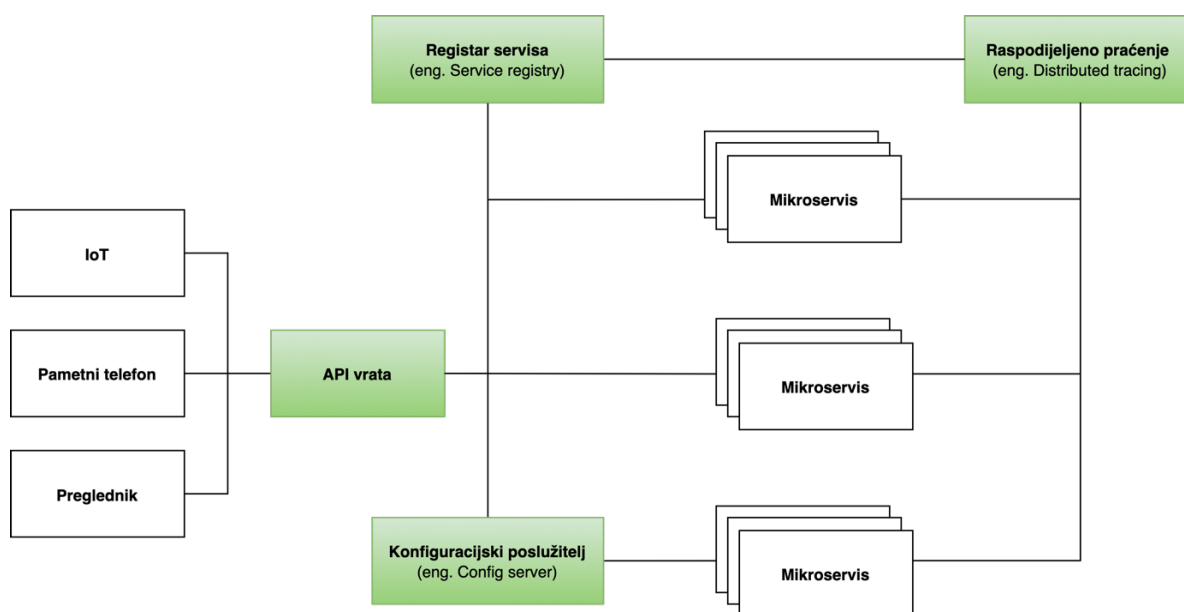 Registar servisa
(eng. Service registry)
Raspodijeljeno praćenje
(eng. Distributed tracing)
Mikroservis
IoT
Pametni telefon
API vrata
Mikroservis
Preglednik
Konfiguracijski poslužitelj
(eng. Config server)
Mikroservis